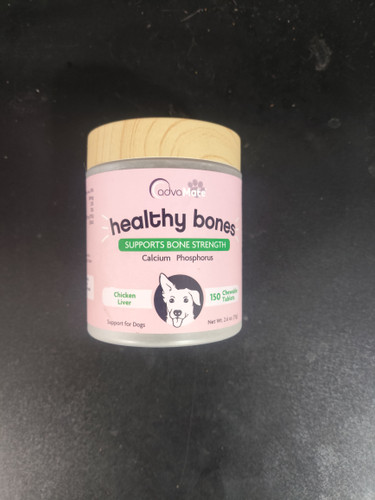 advaMate
healthy bones
SUPPORTS BONE STRENGTH
Calcium Phosphorus
Chicken
Liver
150 Chewable
Tablets
Support for Dogs
Net Wt.